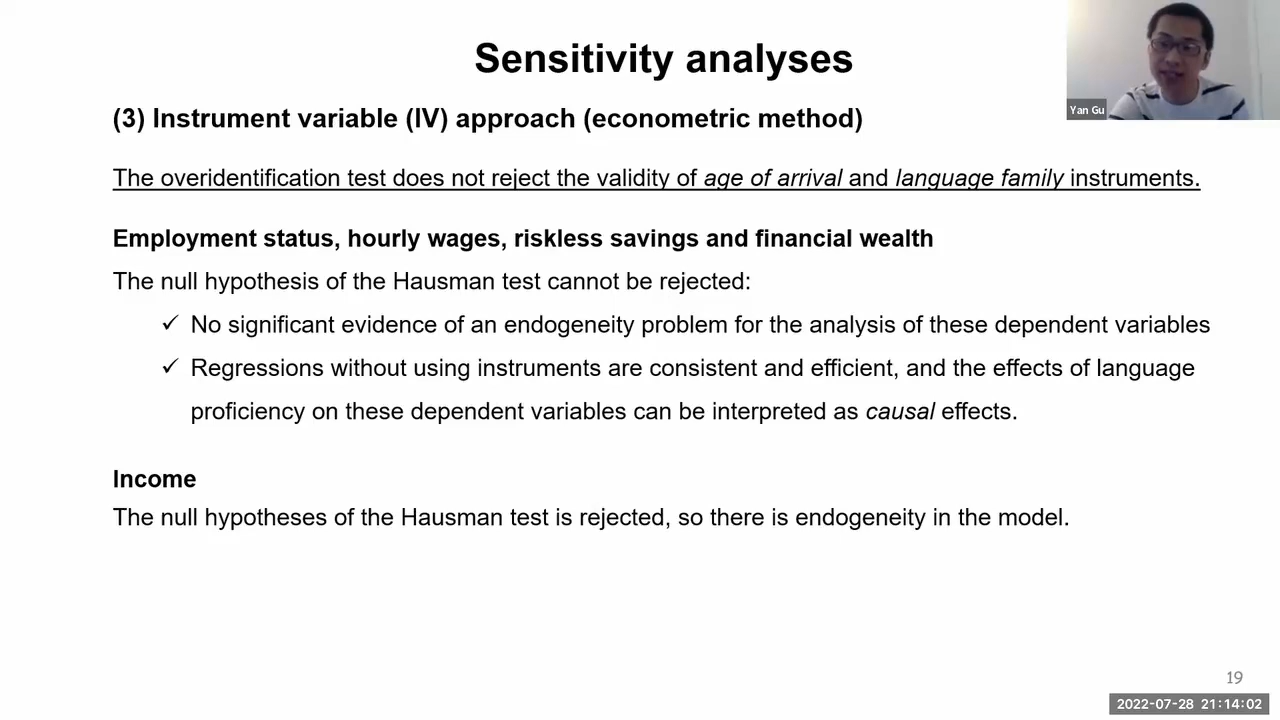 Sensitivity analyses
Yan Gu
(3) Instrument variable (IV) approach (econometric method)
The overidentification test does not reject the validity of age of arrival and language family instruments.
Employment status, hourly wages, riskless savings and financial wealth
The null hypothesis of the Hausman test cannot be rejected:
✓ No significant evidence of an endogeneity problem for the analysis of these dependent variables
✓ Regressions without using instruments are consistent and efficient, and the effects of language
proficiency on these dependent variables can be interpreted as causal effects.
Income
The null hypotheses of the Hausman test is rejected, so there is endogeneity in the model.
19
2022-07-28 21:14:02